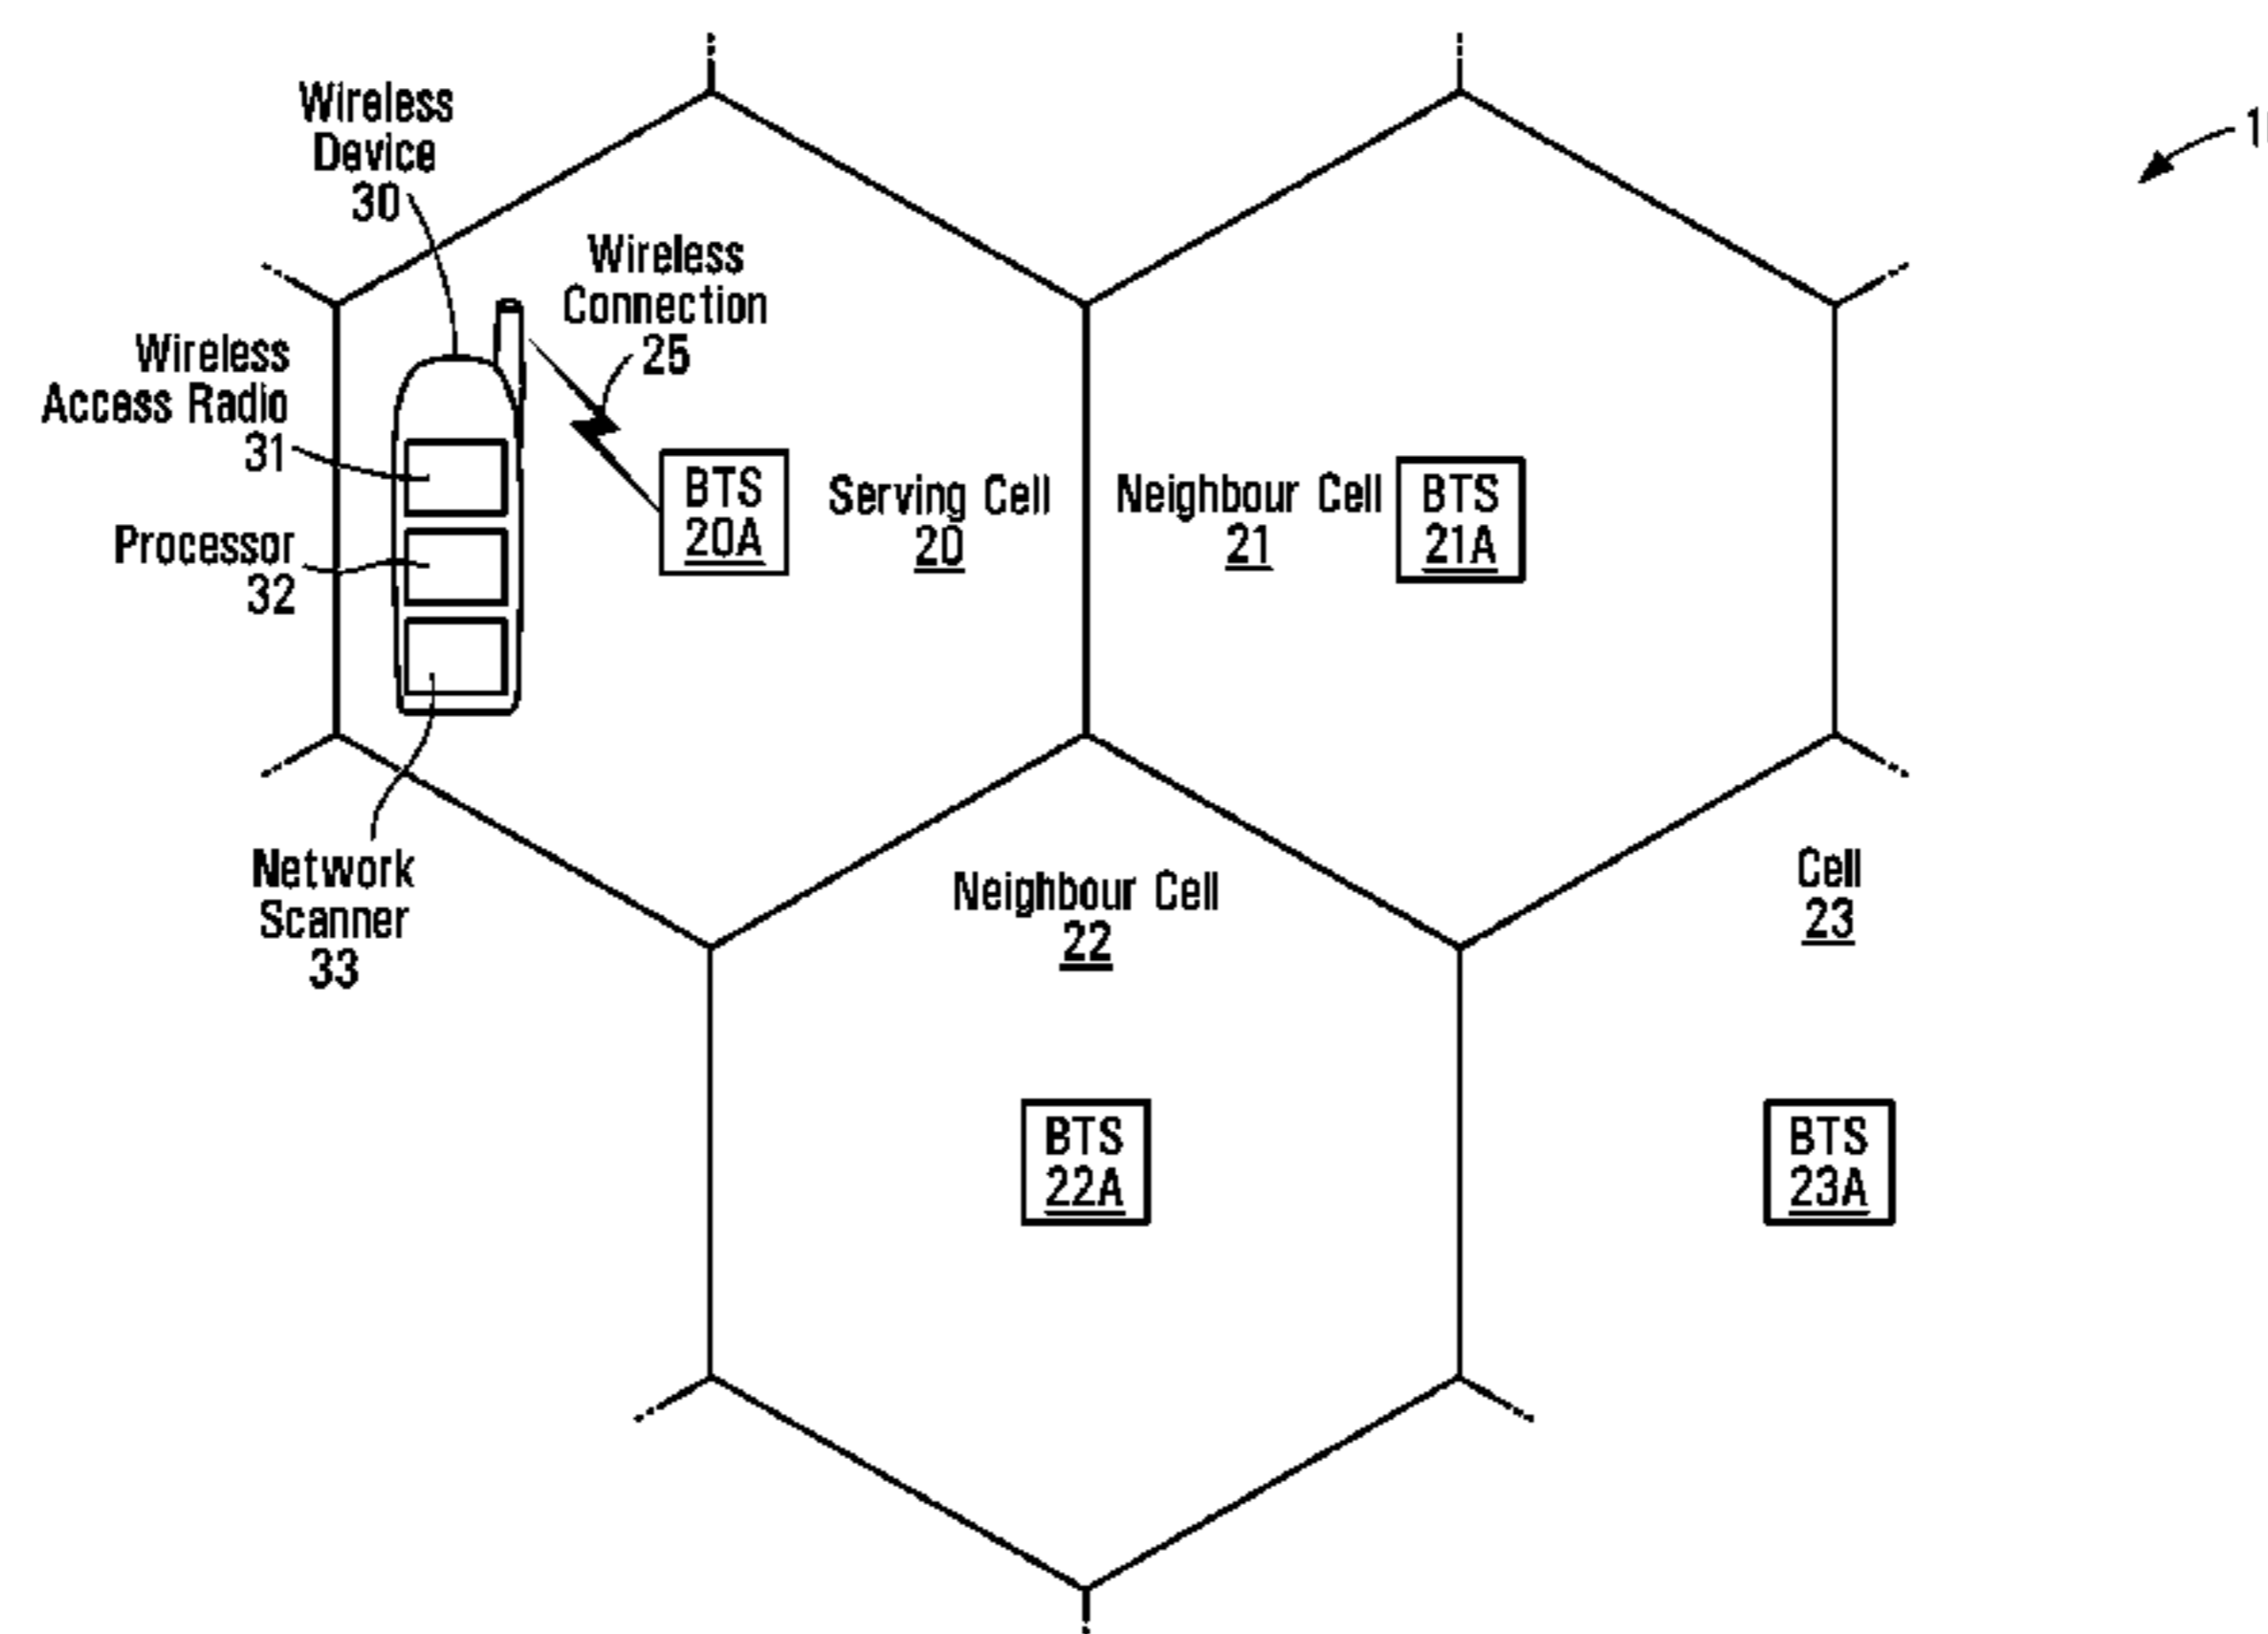 Wireless
Device
30
Wireless
Connection
25
Wireless
Access Radio
31
Processor
32
Network
Scanner
33
BTS
20A
Serving Cell
20
Neighbour Cell
21
BTS
21A
Neighbour Cell
22
BTS
22A
Cell
23
BTS
23A